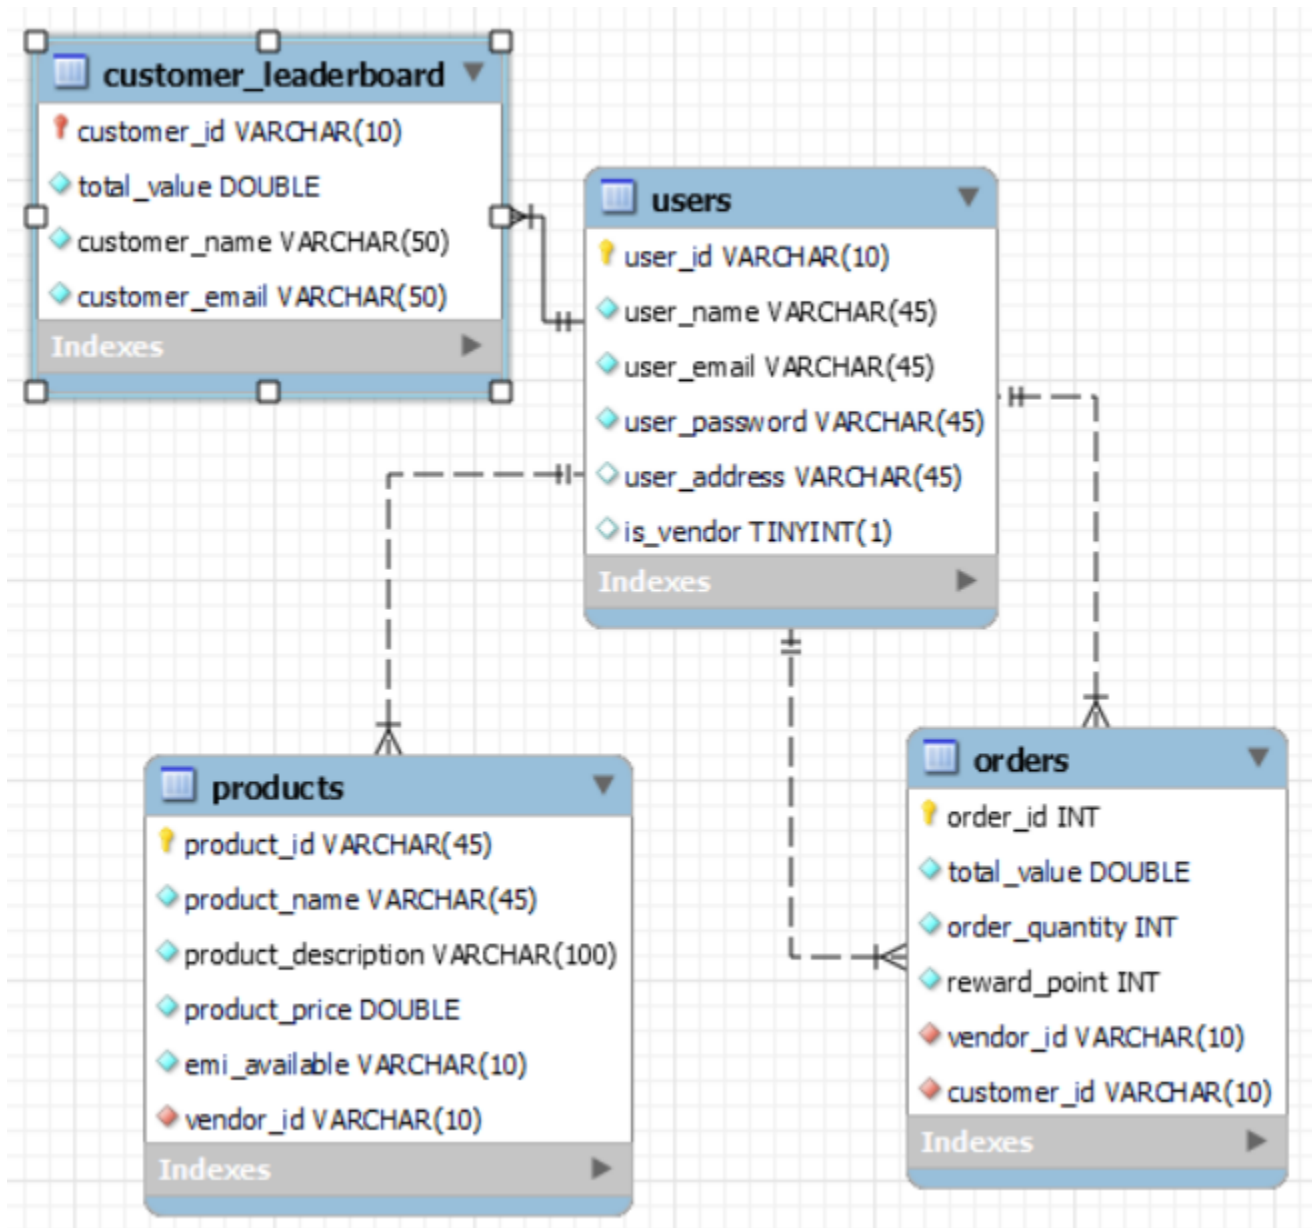 customer_leaderboard
customer_id VARCHAR(10)
total_value DOUBLE
customer_name VARCHAR(50)
customer_email VARCHAR(50)
Indexes
users
user_id VARCHAR(10)
user_name VARCHAR(45)
user_email VARCHAR(45)
user_password VARCHAR(45)
user_address VARCHAR(45)
is_vendor TINYINT(1)
Indexes
products
product_id VARCHAR(45)
product_name VARCHAR(45)
product_description VARCHAR(100)
product_price DOUBLE
emi_available VARCHAR(10)
vendor_id VARCHAR(10)
Indexes
orders
order_id INT
total_value DOUBLE
order_quantity INT
reward_point INT
vendor_id VARCHAR(10)
customer_id VARCHAR(10)
Indexes